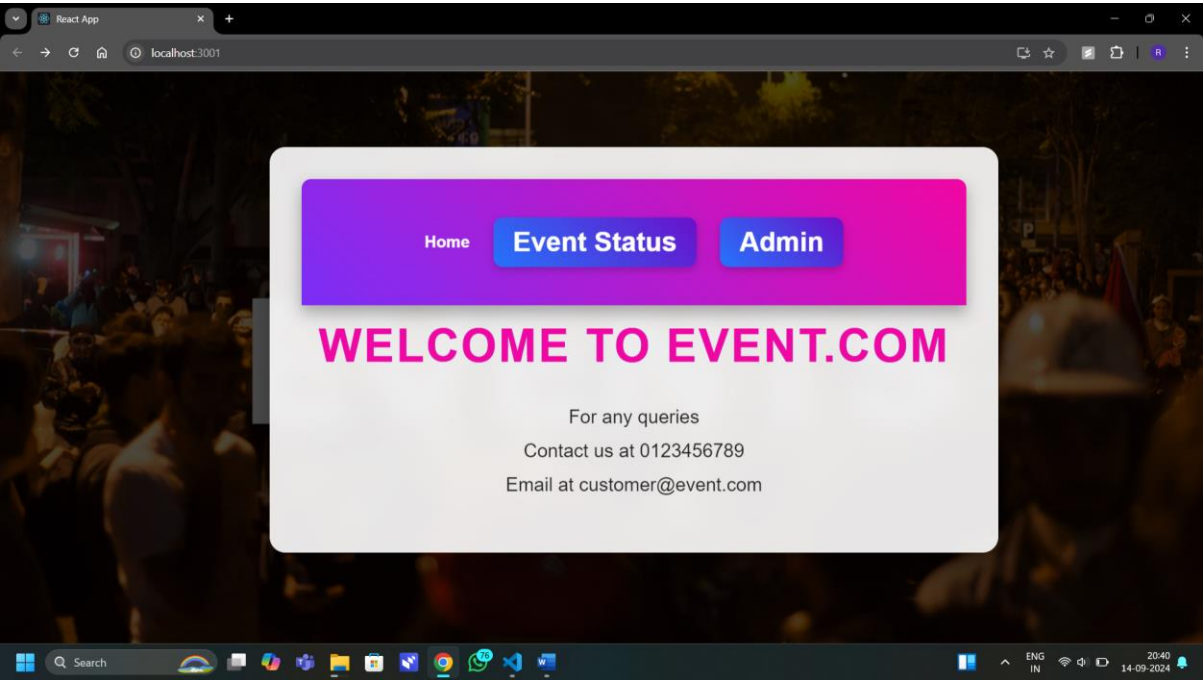 React App
localhost:3001
R
Home Event Status Admin
WELCOME TO EVENT.COM
For any queries
Contact us at 0123456789
Email at customer@event.com
Search
76
ENG
IN
20:40
14-09-2024